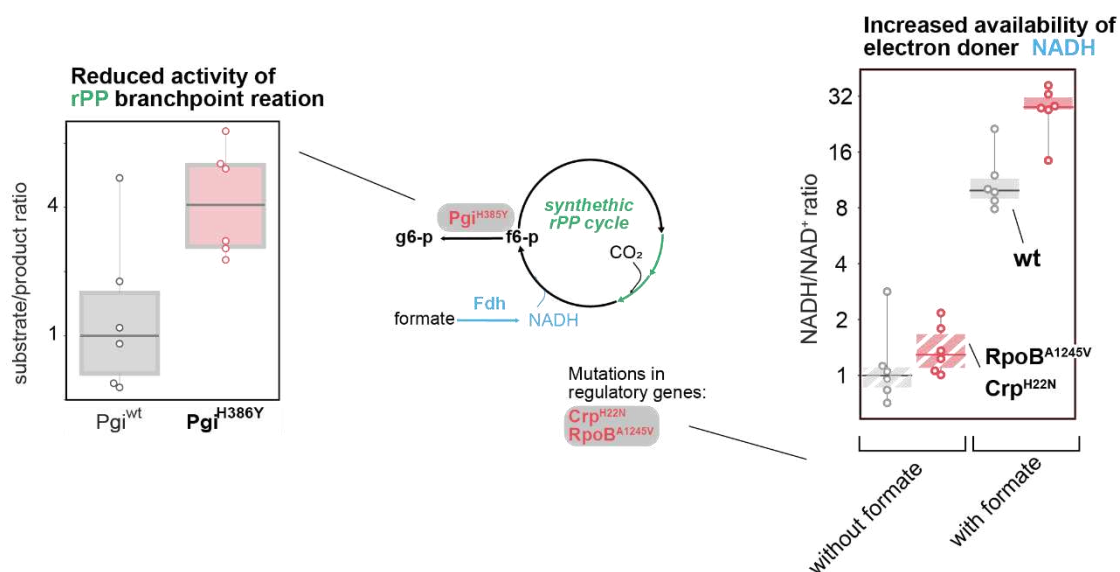 Reduced activity of
rPP branchpoint reation
substrate/product ratio
4
1
Pgiwt
PgiH386Y
PgiH385Y
g6-p
f6-p
synthethic
rPP cycle
CO₂
formate
Fdh
NADH
Mutations in
regulatory genes:
CrpH22N
RpoBA1245V
Increased availability of
electron doner NADH
NADH/NAD⁺ ratio
32
16
8
4
2
1
wt
RpoBA1245V
CrpH22N
without formate
with formate